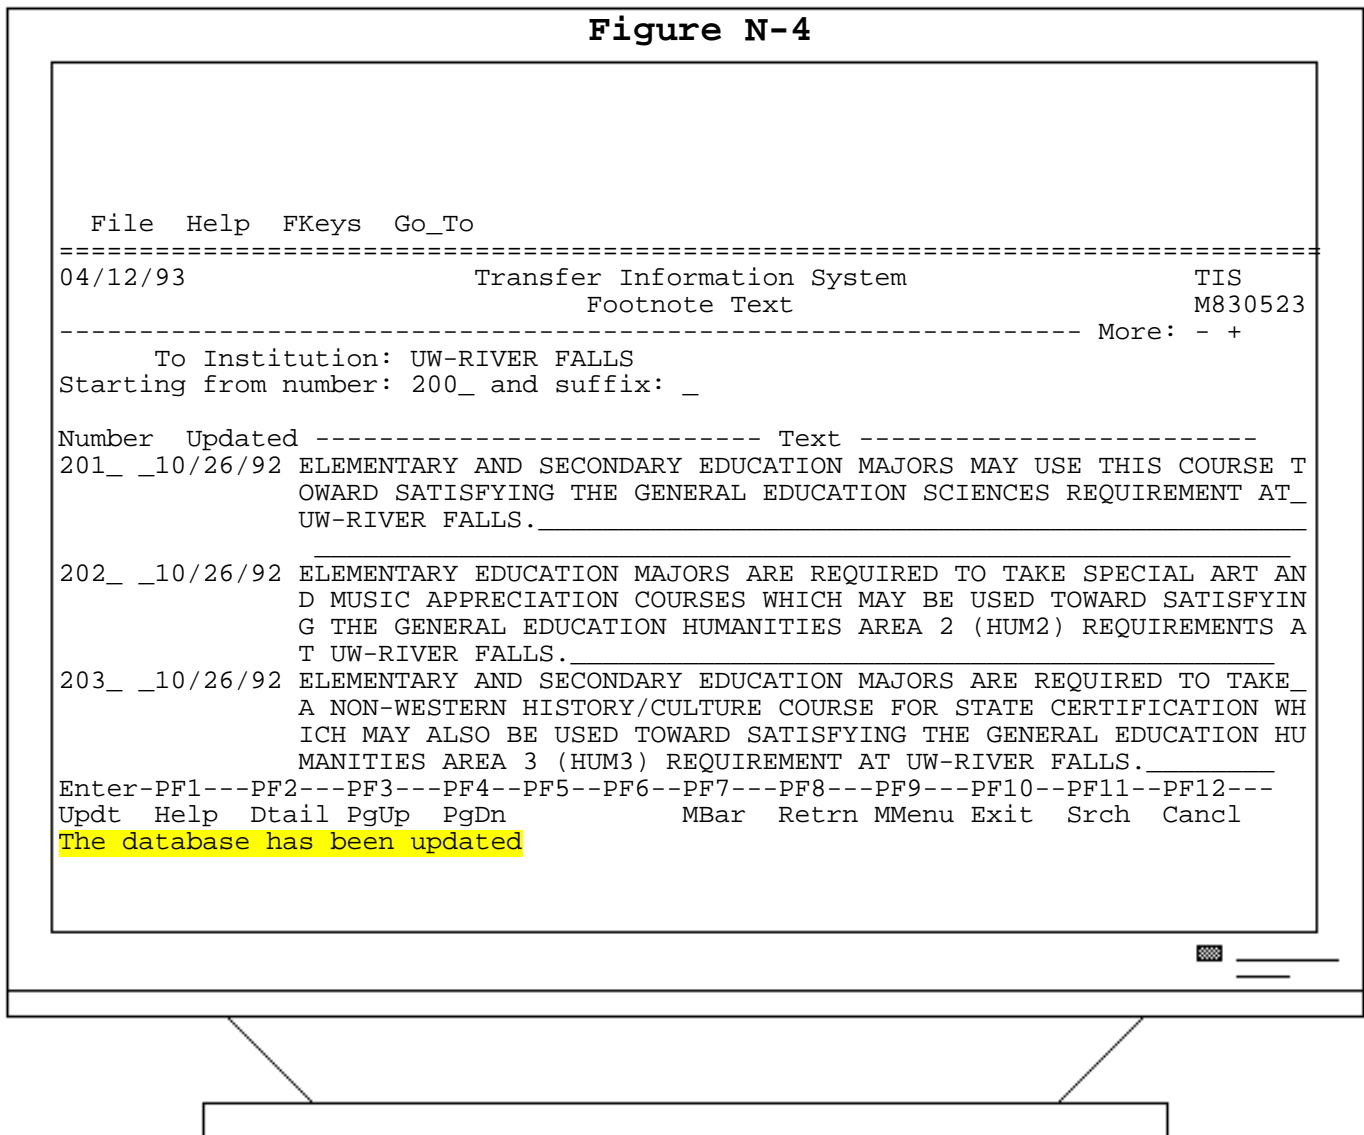 Figure N-4
File  Help  FKeys  Go_To
===============================================================================
04/12/93                  Transfer Information System                  TIS
                                 Footnote Text                         M830523
---------------------------------------------------------------- More: - +
      To Institution: UW-RIVER FALLS
Starting from number: 200_ and suffix: _
Number  Updated ---------------------------- Text -------------------------
201_ _10/26/92 ELEMENTARY AND SECONDARY EDUCATION MAJORS MAY USE THIS COURSE T
               OWARD SATISFYING THE GENERAL EDUCATION SCIENCES REQUIREMENT AT_
               UW-RIVER FALLS.________________________________________________
                _____________________________________________________________
202_ _10/26/92 ELEMENTARY EDUCATION MAJORS ARE REQUIRED TO TAKE SPECIAL ART AN
               D MUSIC APPRECIATION COURSES WHICH MAY BE USED TOWARD SATISFYIN
               G THE GENERAL EDUCATION HUMANITIES AREA 2 (HUM2) REQUIREMENTS A
               T UW-RIVER FALLS.____________________________________________
203_ _10/26/92 ELEMENTARY AND SECONDARY EDUCATION MAJORS ARE REQUIRED TO TAKE_
               A NON-WESTERN HISTORY/CULTURE COURSE FOR STATE CERTIFICATION WH
               ICH MAY ALSO BE USED TOWARD SATISFYING THE GENERAL EDUCATION HU
               MANITIES AREA 3 (HUM3) REQUIREMENT AT UW-RIVER FALLS.________
Enter-PF1---PF2---PF3---PF4--PF5--PF6--PF7---PF8---PF9---PF10--PF11--PF12---
Updt  Help  Dtail PgUp  PgDn           MBar  Retrn MMenu Exit  Srch  Cancl
The database has been updated